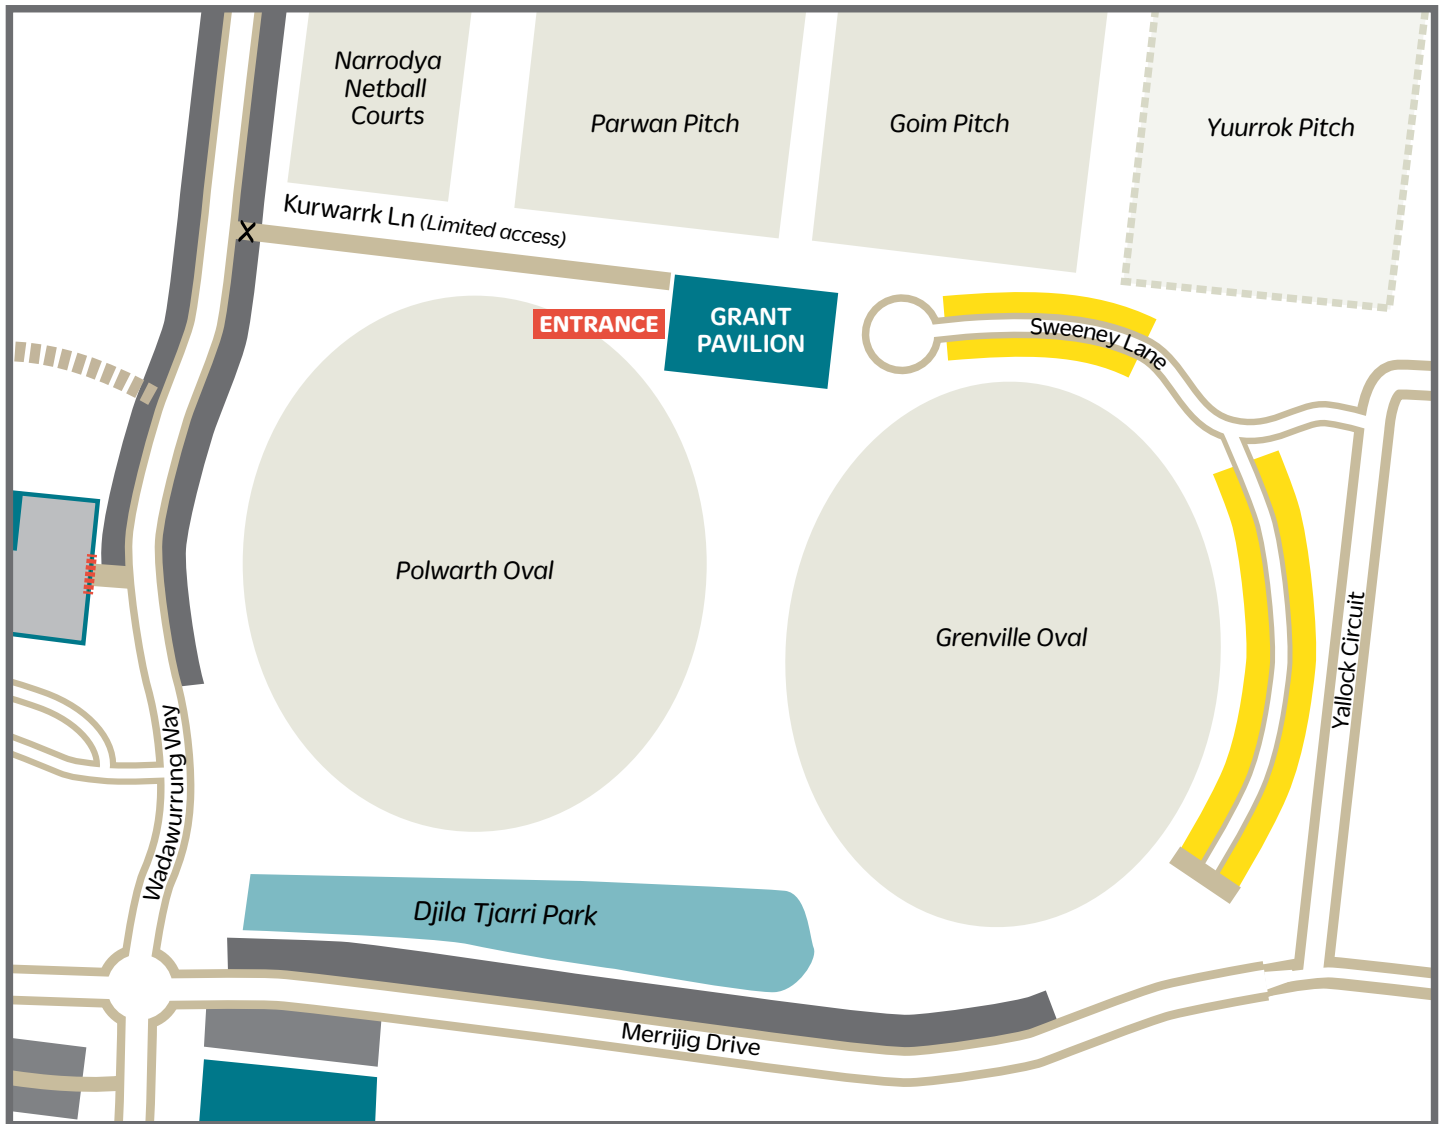 Narrodya
Netball
Courts
Parwan Pitch
Goim Pitch
Yuurrok Pitch
Kurwarrk Ln (Limited access)
X
ENTRANCE
GRANT
PAVILION
Sweeney Lane
Polwarth Oval
Grenville Oval
Yallock Circuit
Wadawurrung Way
Djila Tjarri Park
Merrijig Drive